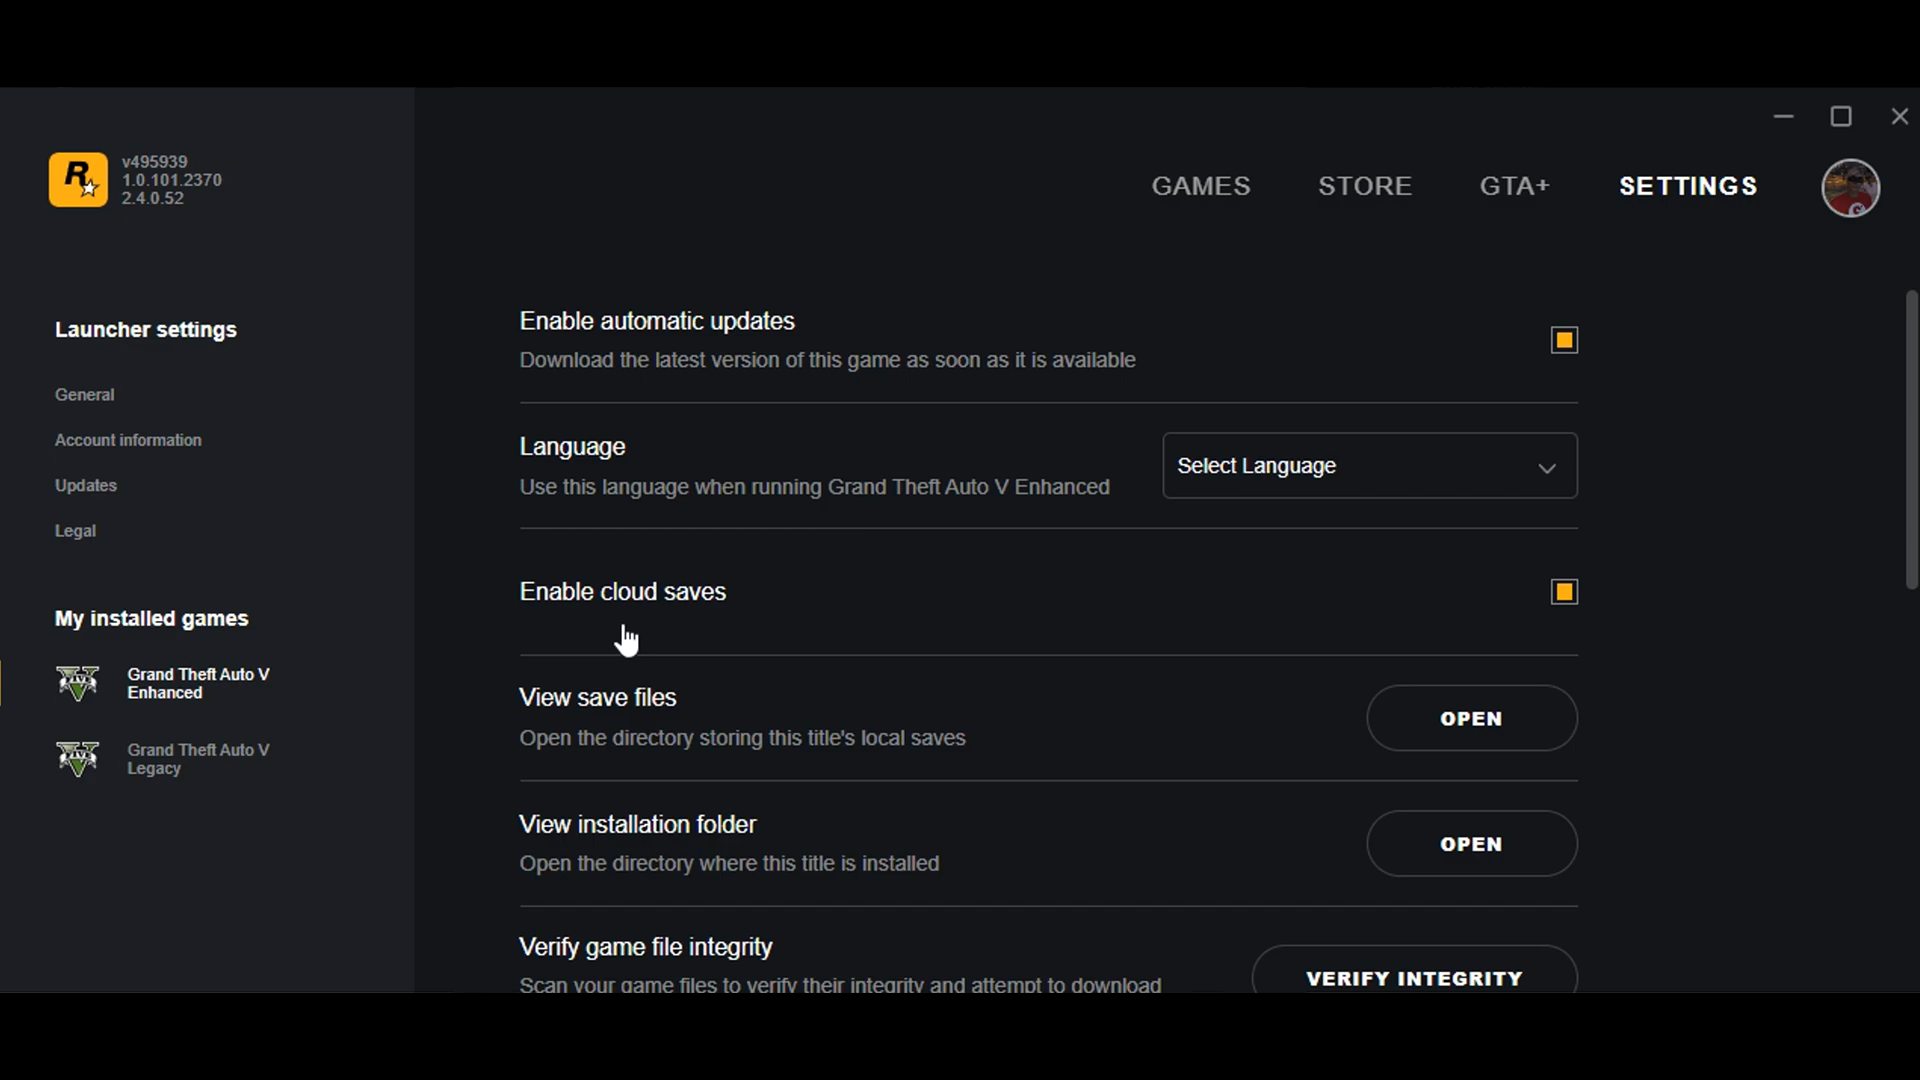 R
v495939
1.0.101.2370
2.4.0.52
GAMES
STORE
GTA+
SETTINGS
Launcher settings
General
Account information
Updates
Legal
My installed games
Grand Theft Auto V
Enhanced
Grand Theft Auto V
Legacy
Enable automatic updates
Download the latest version of this game as soon as it is available
Language
Use this language when running Grand Theft Auto V Enhanced
Select Language
Enable cloud saves
View save files
Open the directory storing this title's local saves
OPEN
View installation folder
Open the directory where this title is installed
OPEN
Verify game file integrity
Scan your game files to verify their integrity and attempt to download
VERIFY INTEGRITY